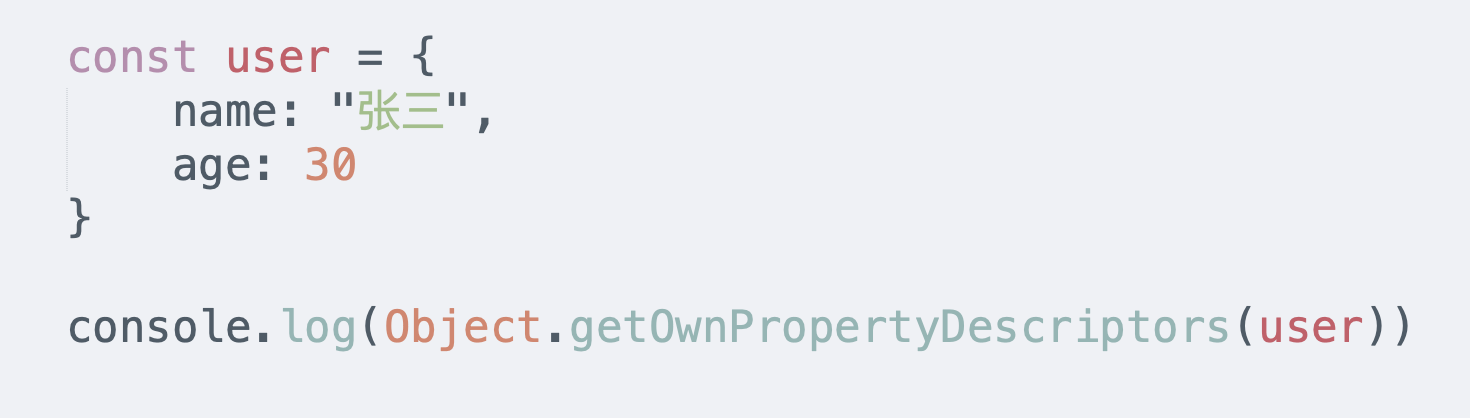 const user = {
    name: "张三",
    age: 30
}
console.log(Object.getOwnPropertyDescriptors(user))